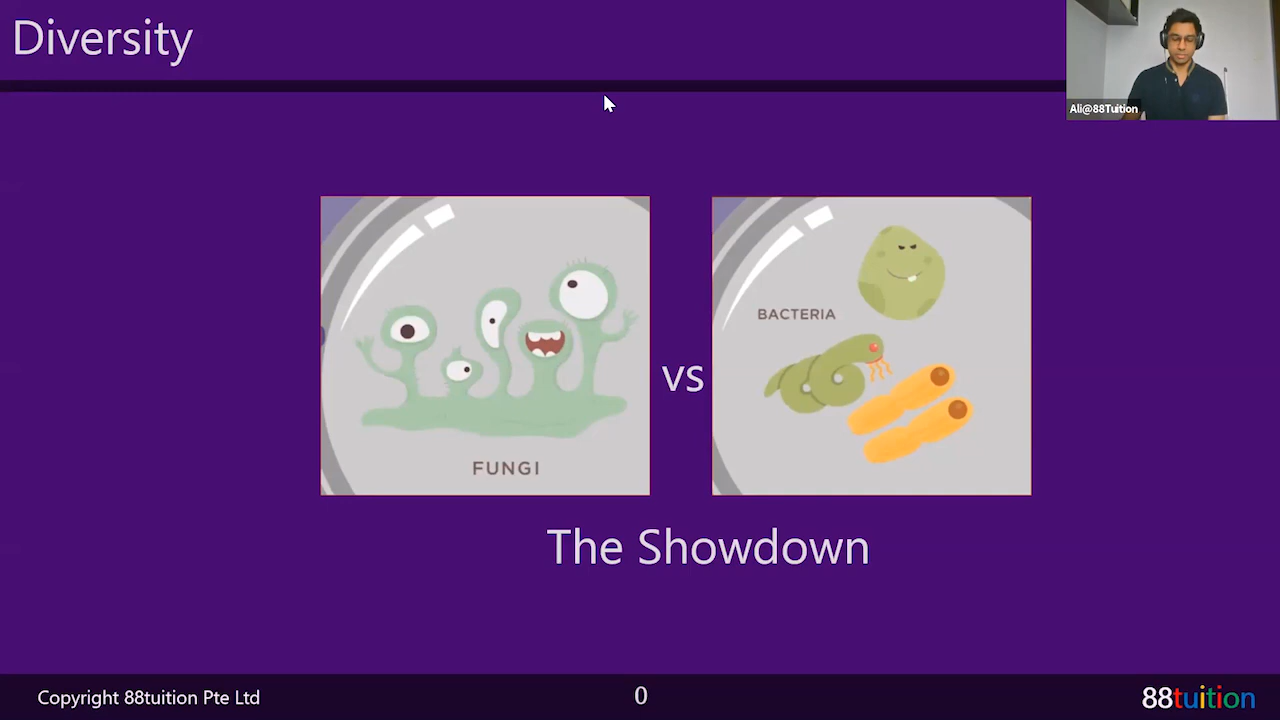 Diversity
Ali@88Tuition
BACTERIA
vs
FUNGI
The Showdown
Copyright 88tuition Pte Ltd
0
88tuition